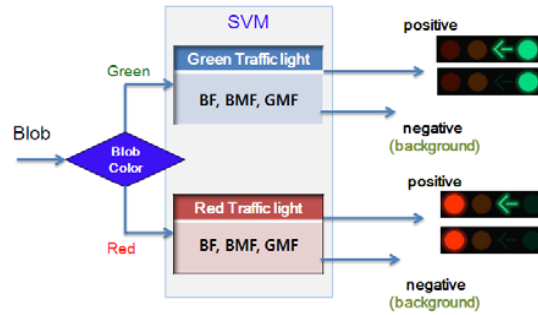 SVM
Green Traffic light
BF, BMF, GMF
positive
negative
(background)
Green
Blob
Blob
Color
Red
Red Traffic light
BF, BMF, GMF
positive
negative
(background)